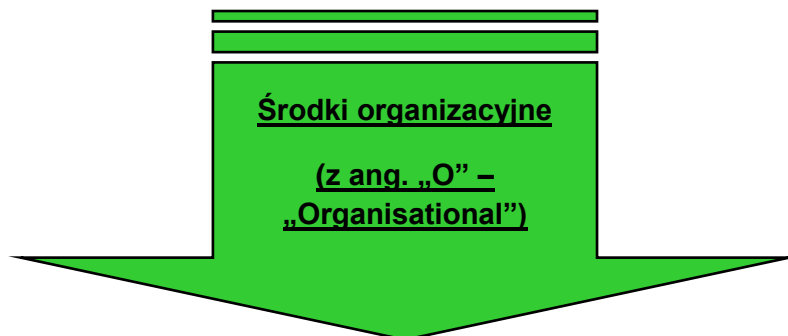 Środki organizacyjne
(z ang. „O” –
„Organisational”)